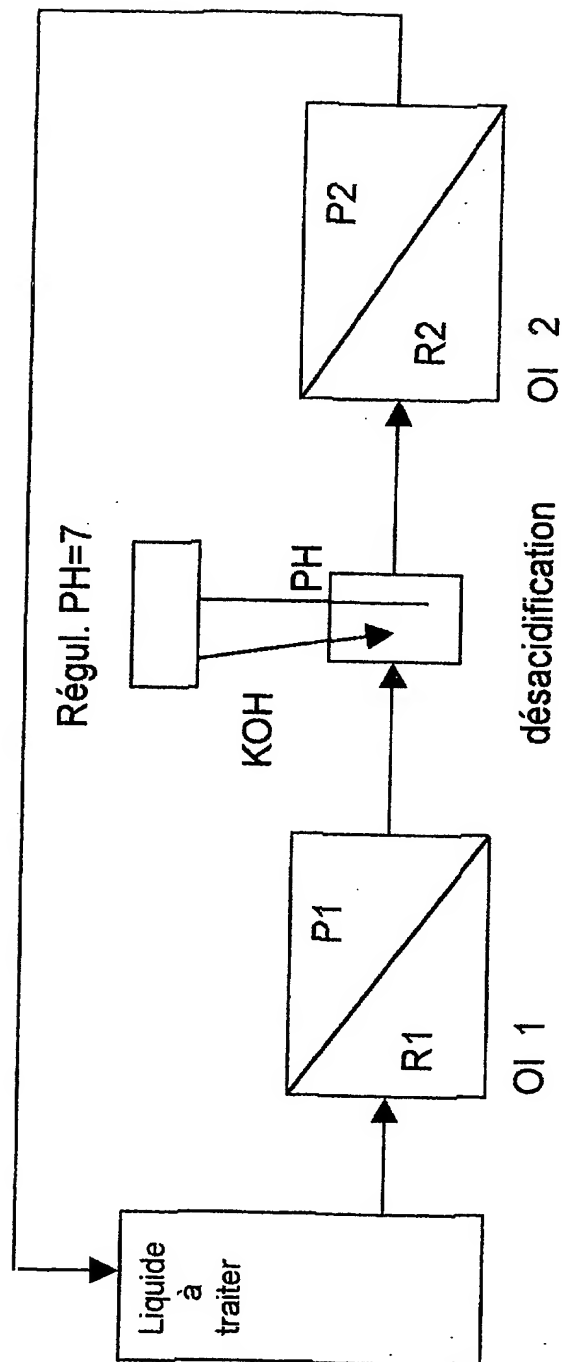 Liquide
à
traiter
R1
P1
OI 1
Régul. PH=7
KOH
PH
désacidification
R2
P2
OI 2